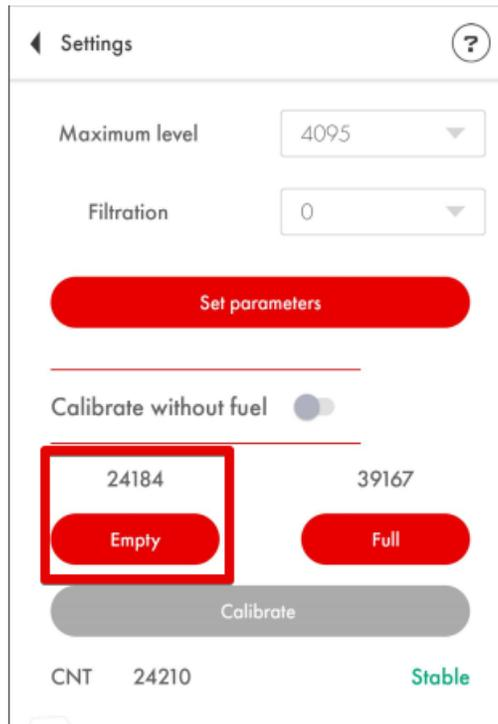 Settings ?
Maximum level 4095
Filtration 0
Set parameters
Calibrate without fuel
24184 39167
Empty Full
Calibrate
CNT 24210 Stable